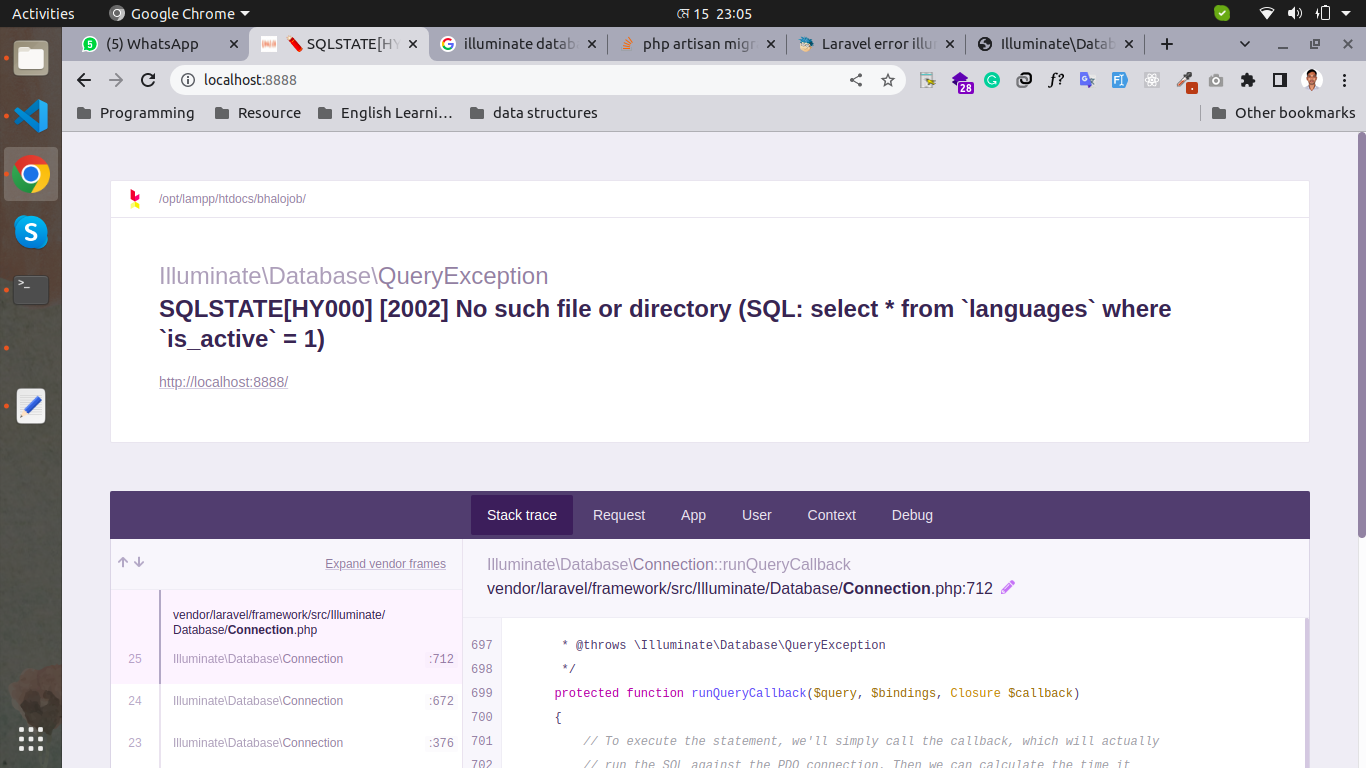 Activities
Google Chrome
মে 15 23:05
(5) WhatsApp
SQLSTATE[HY
illuminate datab
php artisan migr
Laravel error illu
Illuminate\Datab
localhost:8888
28
Programming
Resource
English Learni…
data structures
Other bookmarks
/opt/lampp/htdocs/bhalojob/
Illuminate\Database\QueryException
SQLSTATE[HY000] [2002] No such file or directory (SQL: select * from `languages` where
`is_active` = 1)
http://localhost:8888/
Stack trace
Request
App
User
Context
Debug
Expand vendor frames
Illuminate\Database\Connection::runQueryCallback
vendor/laravel/framework/src/Illuminate/Database/Connection.php:712
vendor/laravel/framework/src/Illuminate/
Database/Connection.php
25 Illuminate\Database\Connection :712
24 Illuminate\Database\Connection :672
23 Illuminate\Database\Connection :376
697 * @throws \Illuminate\Database\QueryException
698 */
699 protected function runQueryCallback($query, $bindings, Closure $callback)
700 {
701 // To execute the statement, we'll simply call the callback, which will actually
702 // run the SQL against the PDO connection. Then we can calculate the time it